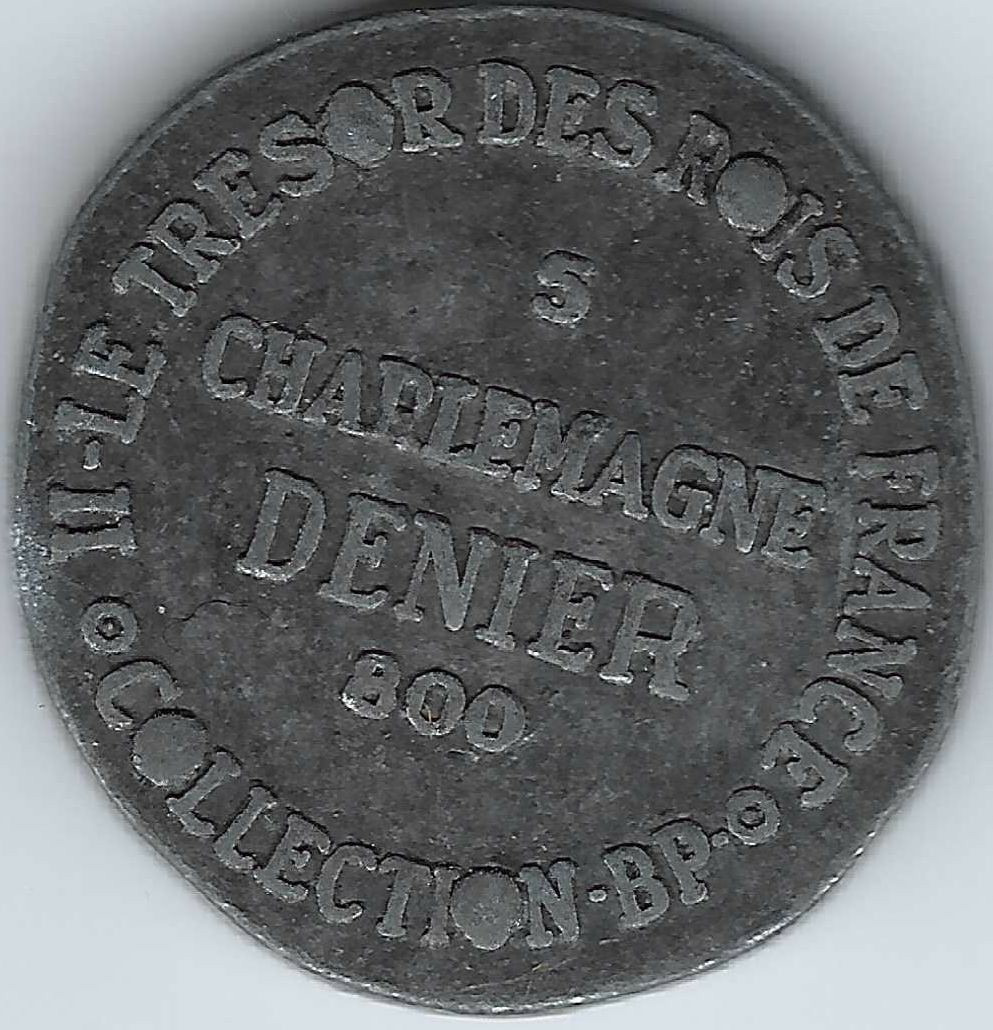 II-LE TRESOR DES ROIS DE FRANCE
5
CHARLEMAGNE
DENIER
800
COLLECTION·BP·